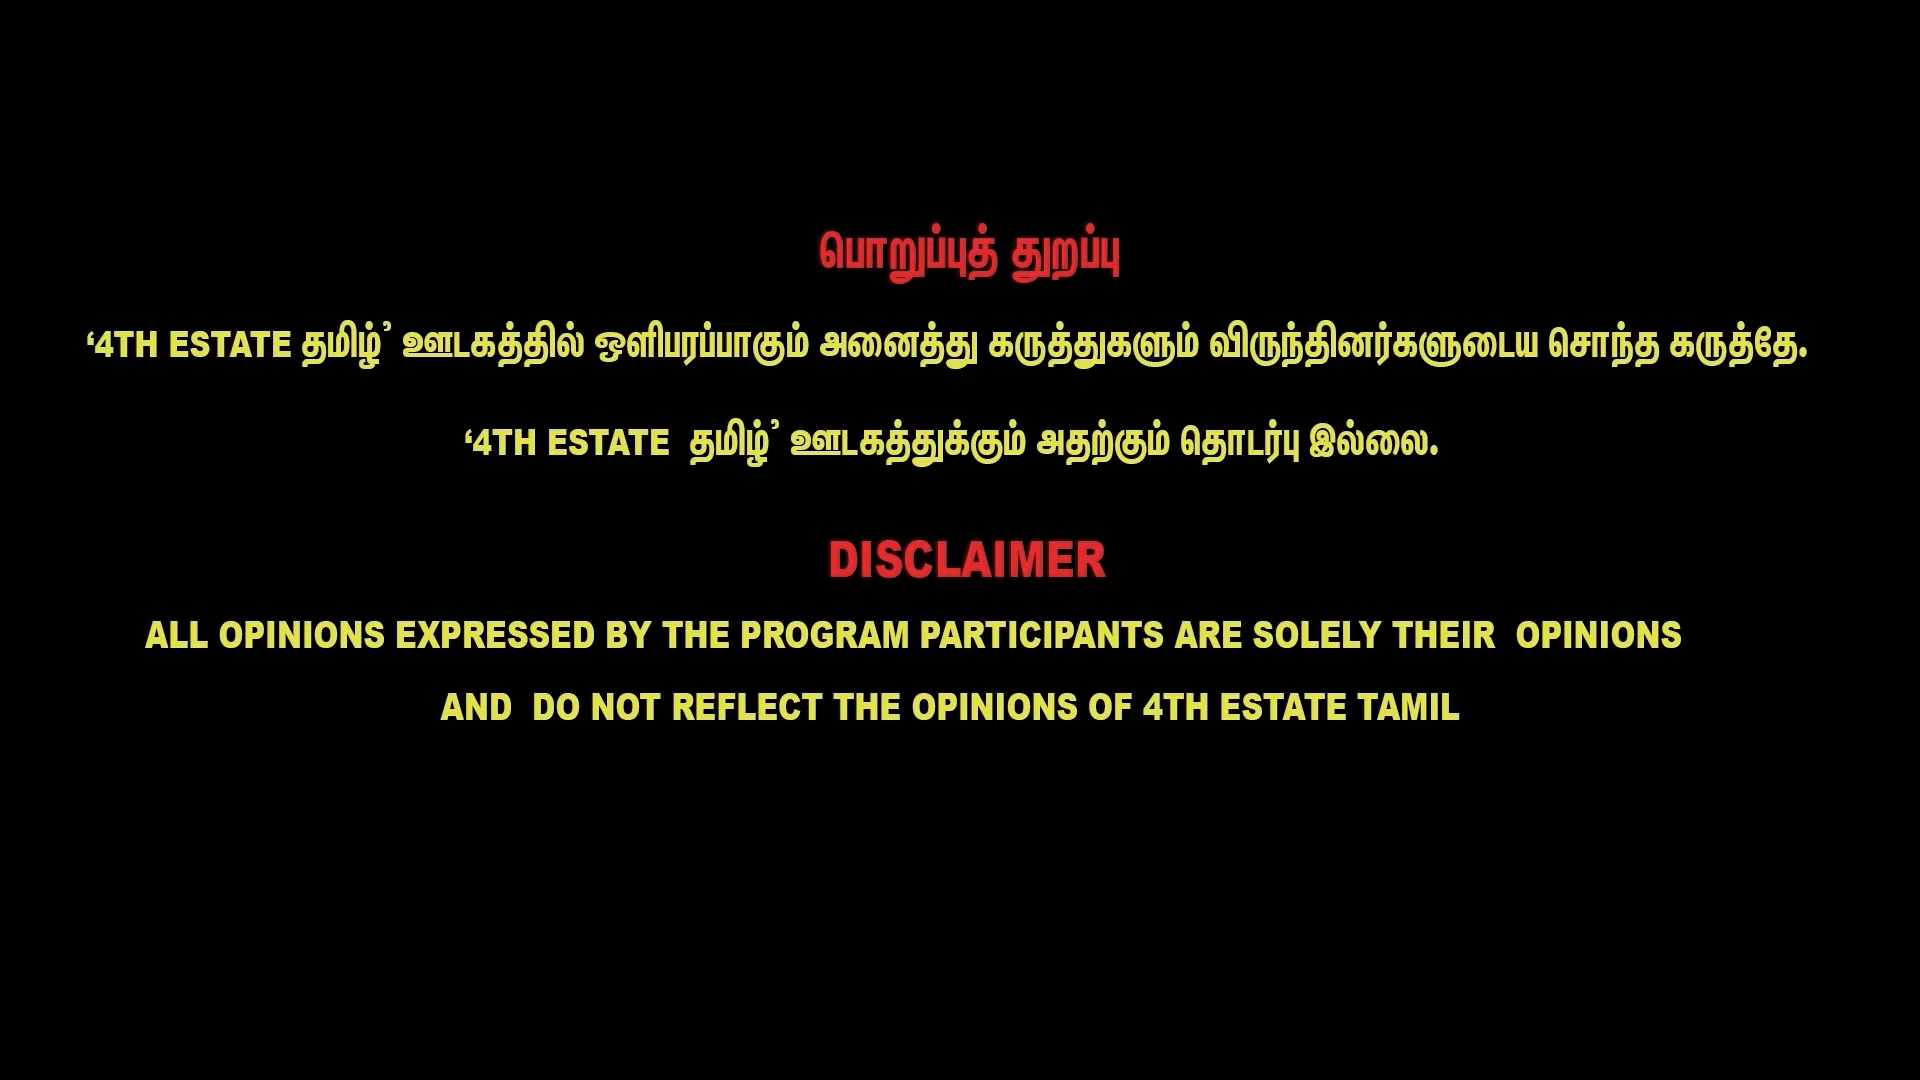 பொறுப்புத் துறப்பு
‘4TH ESTATE தமிழ்’ ஊடகத்தில் ஒளிபரப்பாகும் அனைத்து கருத்துகளும் விருந்தினர்களுடைய சொந்த கருத்தே.
‘4TH ESTATE தமிழ்’ ஊடகத்துக்கும் அதற்கும் தொடர்பு இல்லை.
DISCLAIMER
ALL OPINIONS EXPRESSED BY THE PROGRAM PARTICIPANTS ARE SOLELY THEIR OPINIONS
AND DO NOT REFLECT THE OPINIONS OF 4TH ESTATE TAMIL